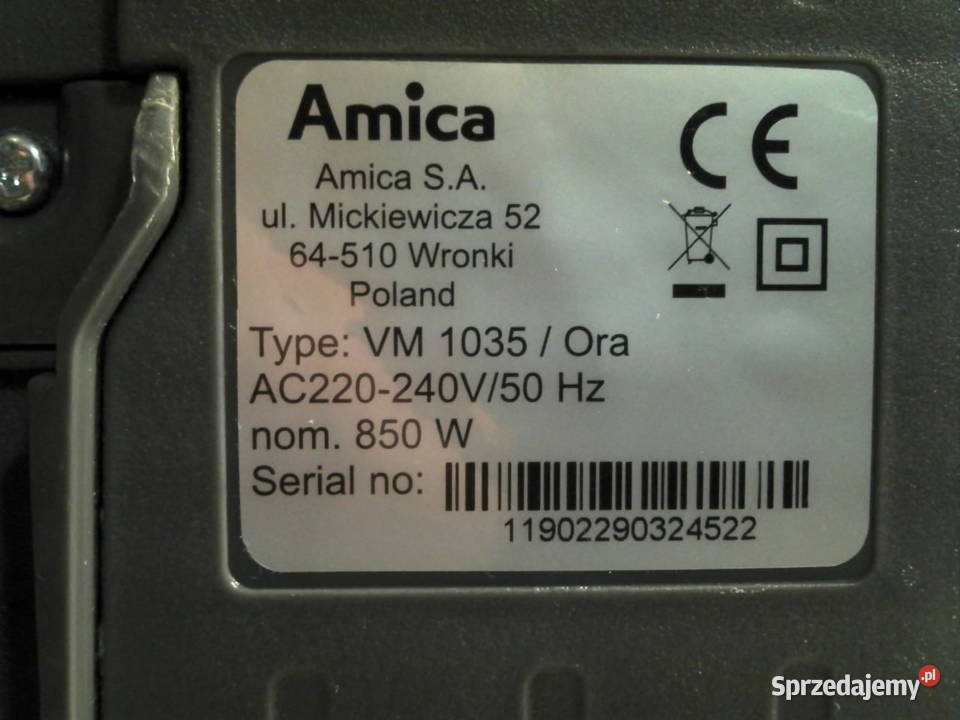 Amica
CE
Amica S.A.
ul. Mickiewicza 52
64-510 Wronki
Poland
Type: VM 1035 / Ora
AC220-240V/50 Hz
nom. 850 W
Serial no:
11902290324522
Sprzedajemy.pl